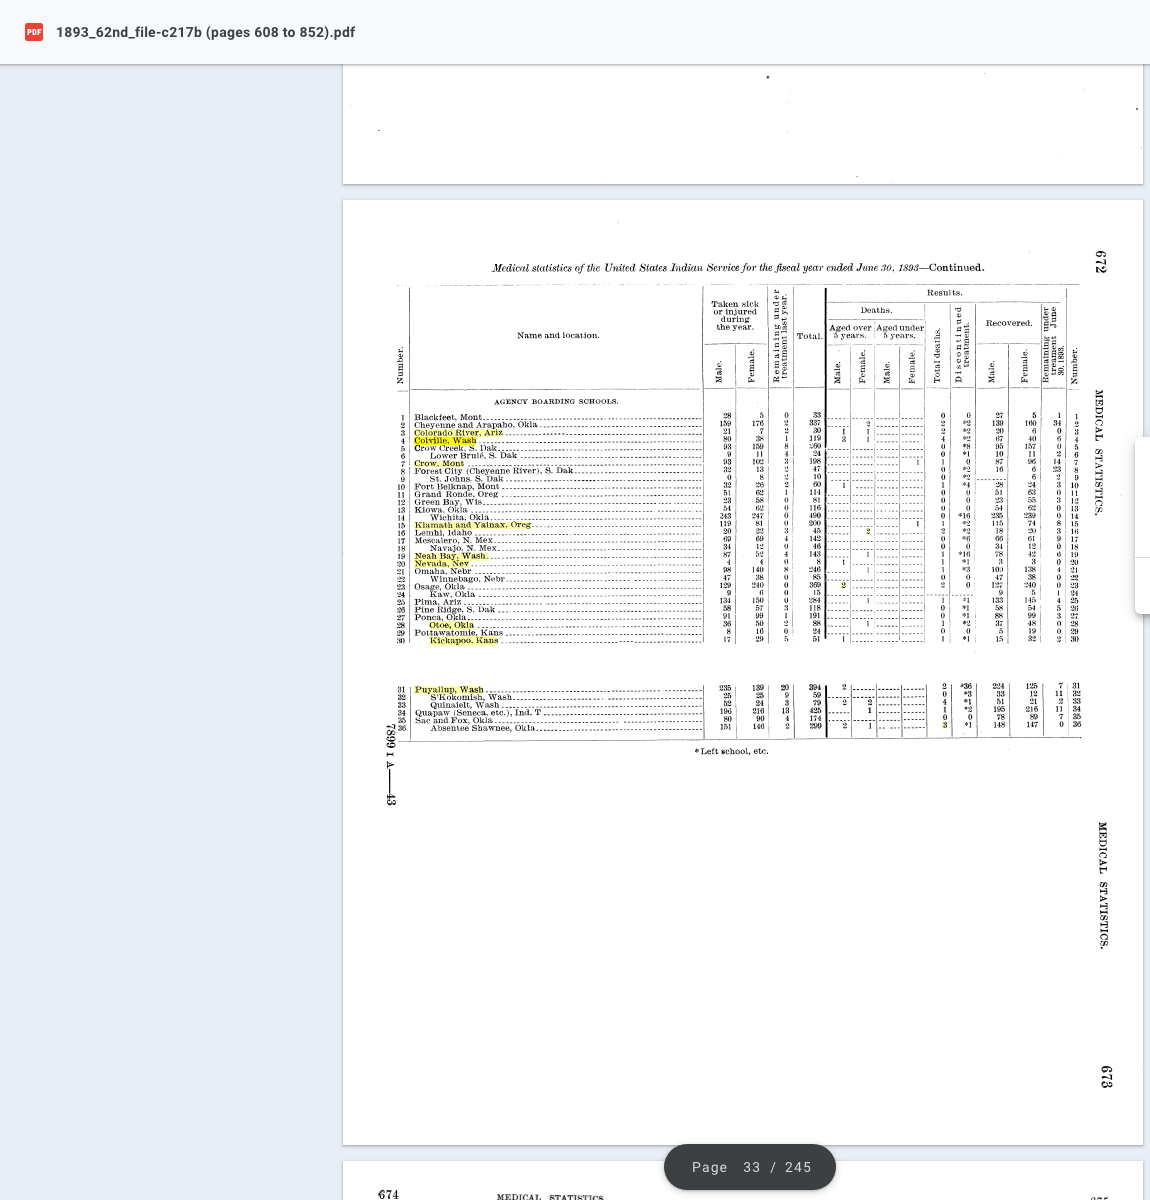 PDF 1893_62nd_file-c217b (pages 608 to 852).pdf
672
Medical statistics of the United States Indian Service for the fiscal year ended June 30, 1893—Continued.
Number.
Name and location.
Taken sick or injured during the year.
Male.
Female.
Remaining under treatment last year.
Total.
Results.
Deaths.
Aged over 5 years.
Male.
Female.
Aged under 5 years.
Male.
Female.
Total deaths.
Discontinued treatment.
Recovered.
Male.
Female.
Remaining under treament June 30, 1893.
Number.
AGENCY BOARDING SCHOOLS.
1 Blackfeet, Mont 28 5 0 33 0 0 27 5 1 1
2 Cheyenne and Arapaho, Okla 159 176 2 337 2 2 *2 139 160 34 2
3 Colorado River, Ariz 21 7 2 30 1 1 2 *2 20 6 0 3
4 Colville, Wash 80 38 1 119 3 1 4 *2 67 40 6 4
5 Crow Creek, S. Dak 93 159 8 260 0 *8 95 157 0 5
6 Lower Brulé, S. Dak 9 11 4 24 0 *1 10 11 2 6
7 Crow, Mont 93 102 3 198 1 1 0 87 96 14 7
8 Forest City (Cheyenne River), S. Dak 32 13 2 47 0 *2 16 6 23 8
9 St. Johns, S. Dak 0 8 2 10 0 *2 6 2 9
10 Fort Belknap, Mont 32 26 2 60 1 1 *4 28 24 3 10
11 Grand Ronde, Oreg 51 62 1 114 0 0 51 63 0 11
12 Green Bay, Wis 23 58 0 81 0 0 23 55 3 12
13 Kiowa, Okla 54 62 0 116 0 0 54 62 0 13
14 Wichita, Okla 243 247 0 490 0 *16 235 239 0 14
15 Klamath and Yainax, Oreg 119 81 0 200 1 1 *2 115 74 8 15
16 Lemhi, Idaho 20 22 3 45 2 2 *2 18 20 3 16
17 Mescalero, N. Mex 69 69 4 142 0 *6 66 61 9 17
18 Navajo, N. Mex 34 12 0 46 0 0 34 12 0 18
19 Neah Bay, Wash 87 52 4 143 1 1 *16 78 42 6 19
20 Nevada, Nev 4 4 0 8 1 1 *1 3 3 0 20
21 Omaha, Nebr 98 140 8 246 1 1 *3 100 138 4 21
22 Winnebago, Nebr 47 38 0 85 0 0 47 38 0 22
23 Osage, Okla 129 240 0 369 2 2 0 127 240 0 23
24 Kaw, Okla 9 6 0 15 9 5 1 24
25 Pima, Ariz 134 150 0 284 1 1 *1 133 145 4 25
26 Pine Ridge, S. Dak 58 57 3 118 0 *1 58 54 5 26
27 Ponca, Okla 91 99 1 191 0 *1 88 99 3 27
28 Otoe, Okla 36 50 2 88 1 1 *2 37 48 0 28
29 Pottawatomie, Kans 8 16 0 24 0 0 5 19 0 29
30 Kickapoo, Kans 17 29 5 51 1 1 *1 15 32 2 30
31 Puyallup, Wash 235 139 20 394 2 2 *36 224 125 7 31
32 S'Kokomish, Wash 25 25 9 59 0 *3 33 12 11 32
33 Quinaielt, Wash 52 24 3 79 2 2 4 *1 51 21 2 33
34 Quapaw (Seneca, etc.), Ind. T 196 216 13 425 1 1 *2 195 216 11 34
35 Sac and Fox, Okla 80 90 4 174 0 0 78 89 7 35
36 Absentee Shawnee, Okla 151 146 2 299 2 1 3 *1 148 147 0 36
* Left school, etc.
7899 I A——43
MEDICAL STATISTICS.
MEDICAL STATISTICS.
673
Page 33 / 245
674 MEDICAL STATISTICS.